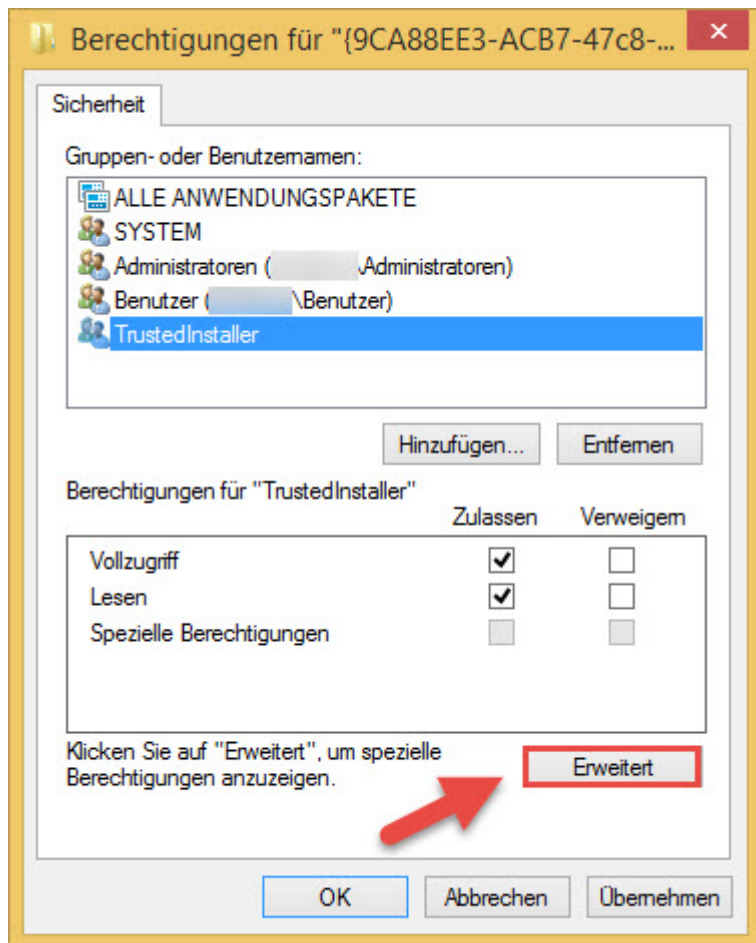 Berechtigungen für "{9CA88EE3-ACB7-47c8-...
Sicherheit
Gruppen- oder Benutzernamen:
ALLE ANWENDUNGSPAKETE
SYSTEM
Administratoren ( \Administratoren)
Benutzer ( \Benutzer)
TrustedInstaller
Hinzufügen... Entfernen
Berechtigungen für "TrustedInstaller"
Zulassen Verweigern
Vollzugriff
Lesen
Spezielle Berechtigungen
Klicken Sie auf "Erweitert", um spezielle
Berechtigungen anzuzeigen.
Erweitert
OK Abbrechen Übernehmen